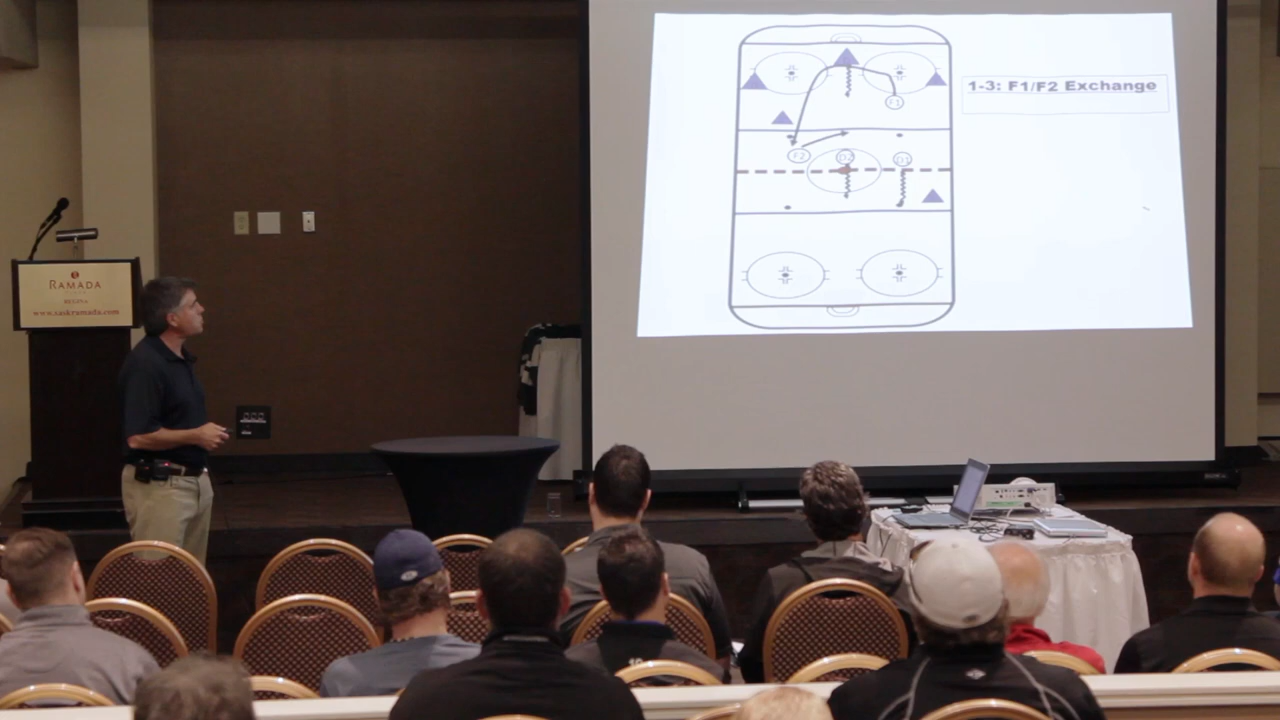 1-3: F1/F2 Exchange
F1
F2
D2
D1
RAMADA
REGINA
www.saskramada.com